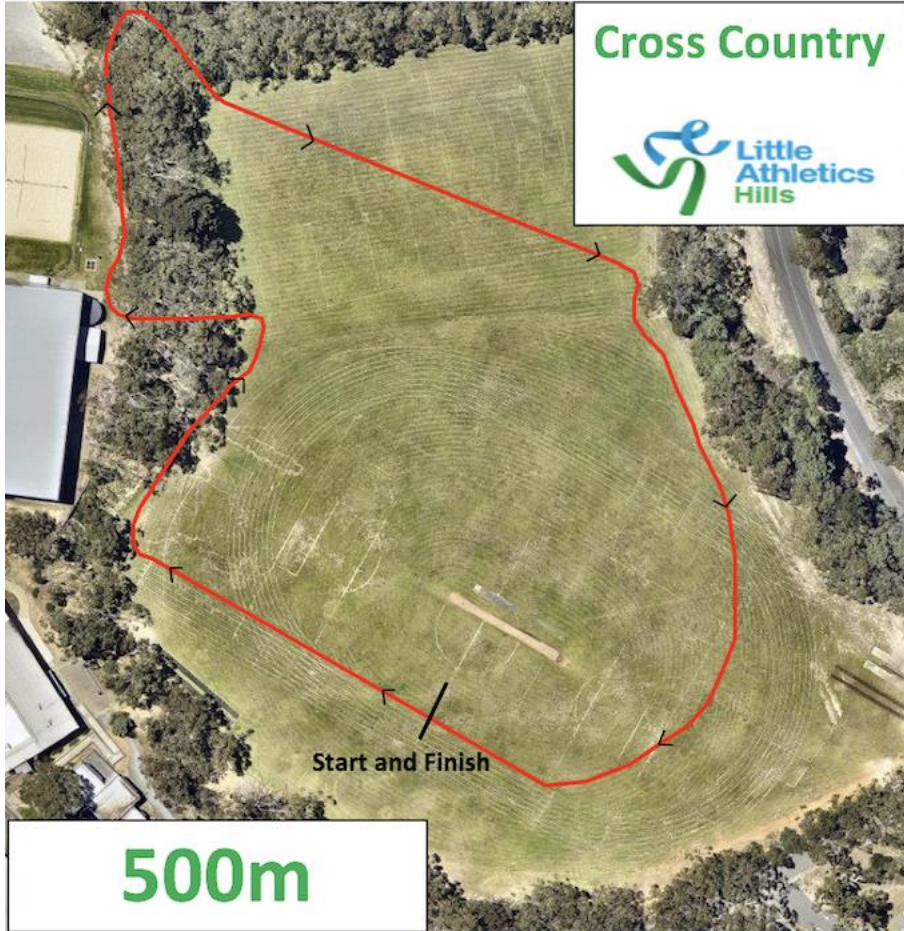 Cross Country
Little
Athletics
Hills
Start and Finish
500m